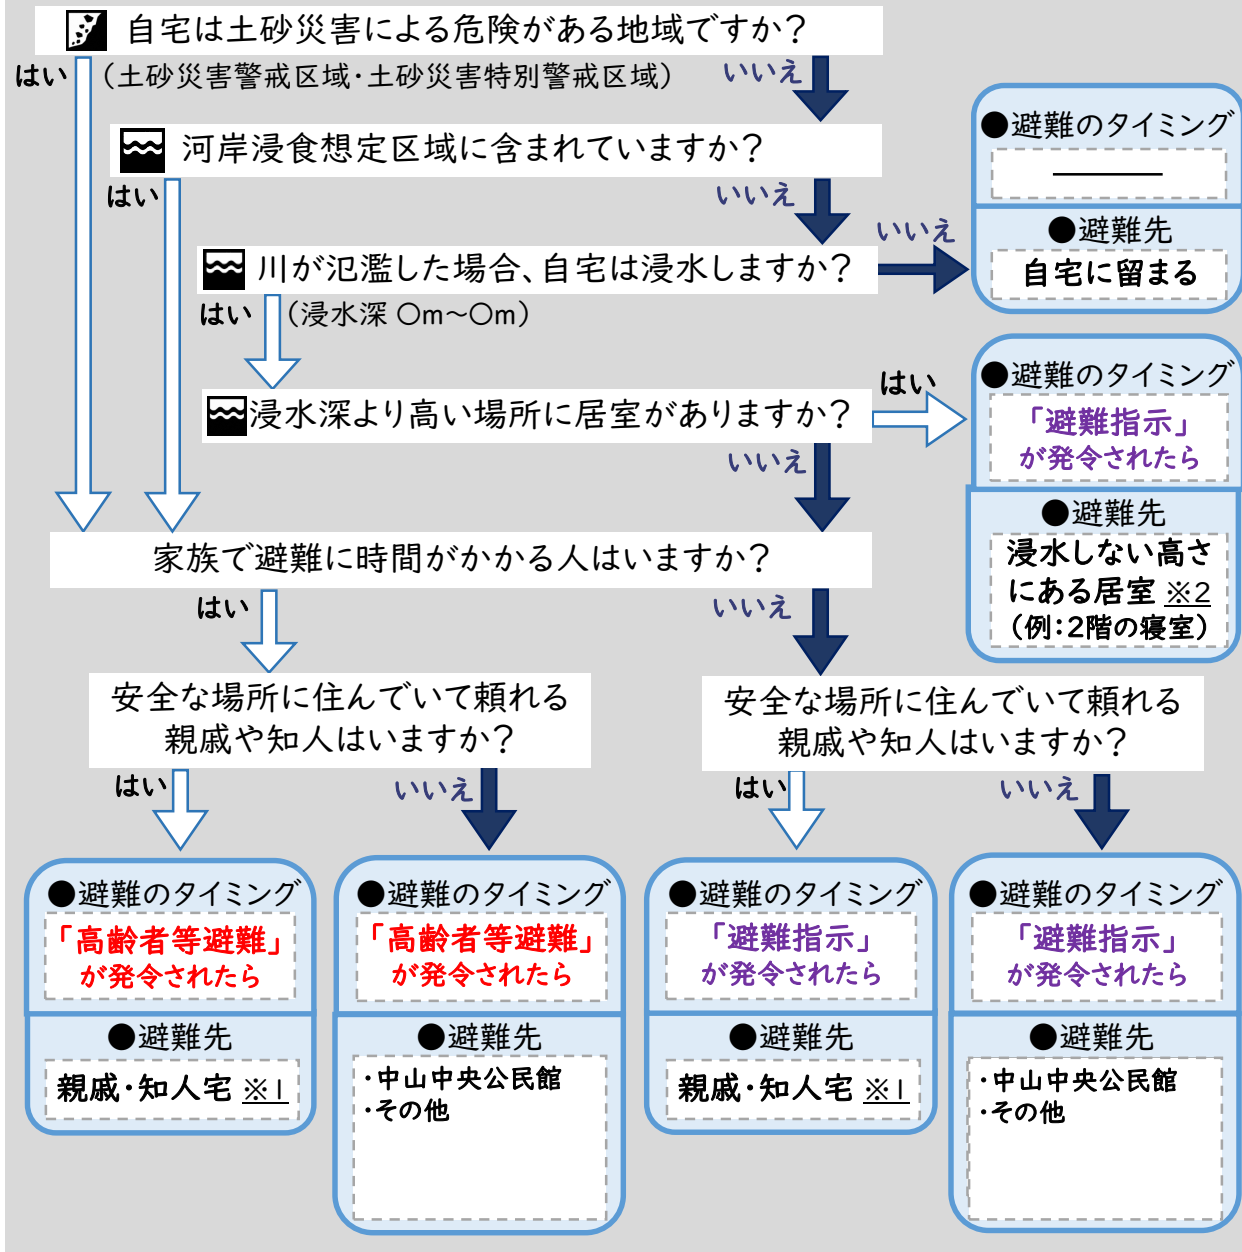 自宅は土砂災害による危険がある地域ですか?
はい
(土砂災害警戒区域・土砂災害特別警戒区域)
いいえ
河岸浸食想定区域に含まれていますか?
はい
いいえ
川が氾濫した場合、自宅は浸水しますか?
いいえ
はい
(浸水深 〇m~〇m)
●避難のタイミング
―――
●避難先
自宅に留まる
浸水深より高い場所に居室がありますか?
はい
いいえ
●避難のタイミング
「避難指示」
が発令されたら
●避難先
浸水しない高さ
にある居室 ※2
(例:2階の寝室)
家族で避難に時間がかかる人はいますか?
はい
いいえ
安全な場所に住んでいて頼れる
親戚や知人はいますか?
はい
いいえ
安全な場所に住んでいて頼れる
親戚や知人はいますか?
はい
いいえ
●避難のタイミング
「高齢者等避難」
が発令されたら
●避難先
親戚・知人宅 ※1
●避難のタイミング
「高齢者等避難」
が発令されたら
●避難先
・中山中央公民館
・その他
●避難のタイミング
「避難指示」
が発令されたら
●避難先
親戚・知人宅 ※1
●避難のタイミング
「避難指示」
が発令されたら
●避難先
・中山中央公民館
・その他